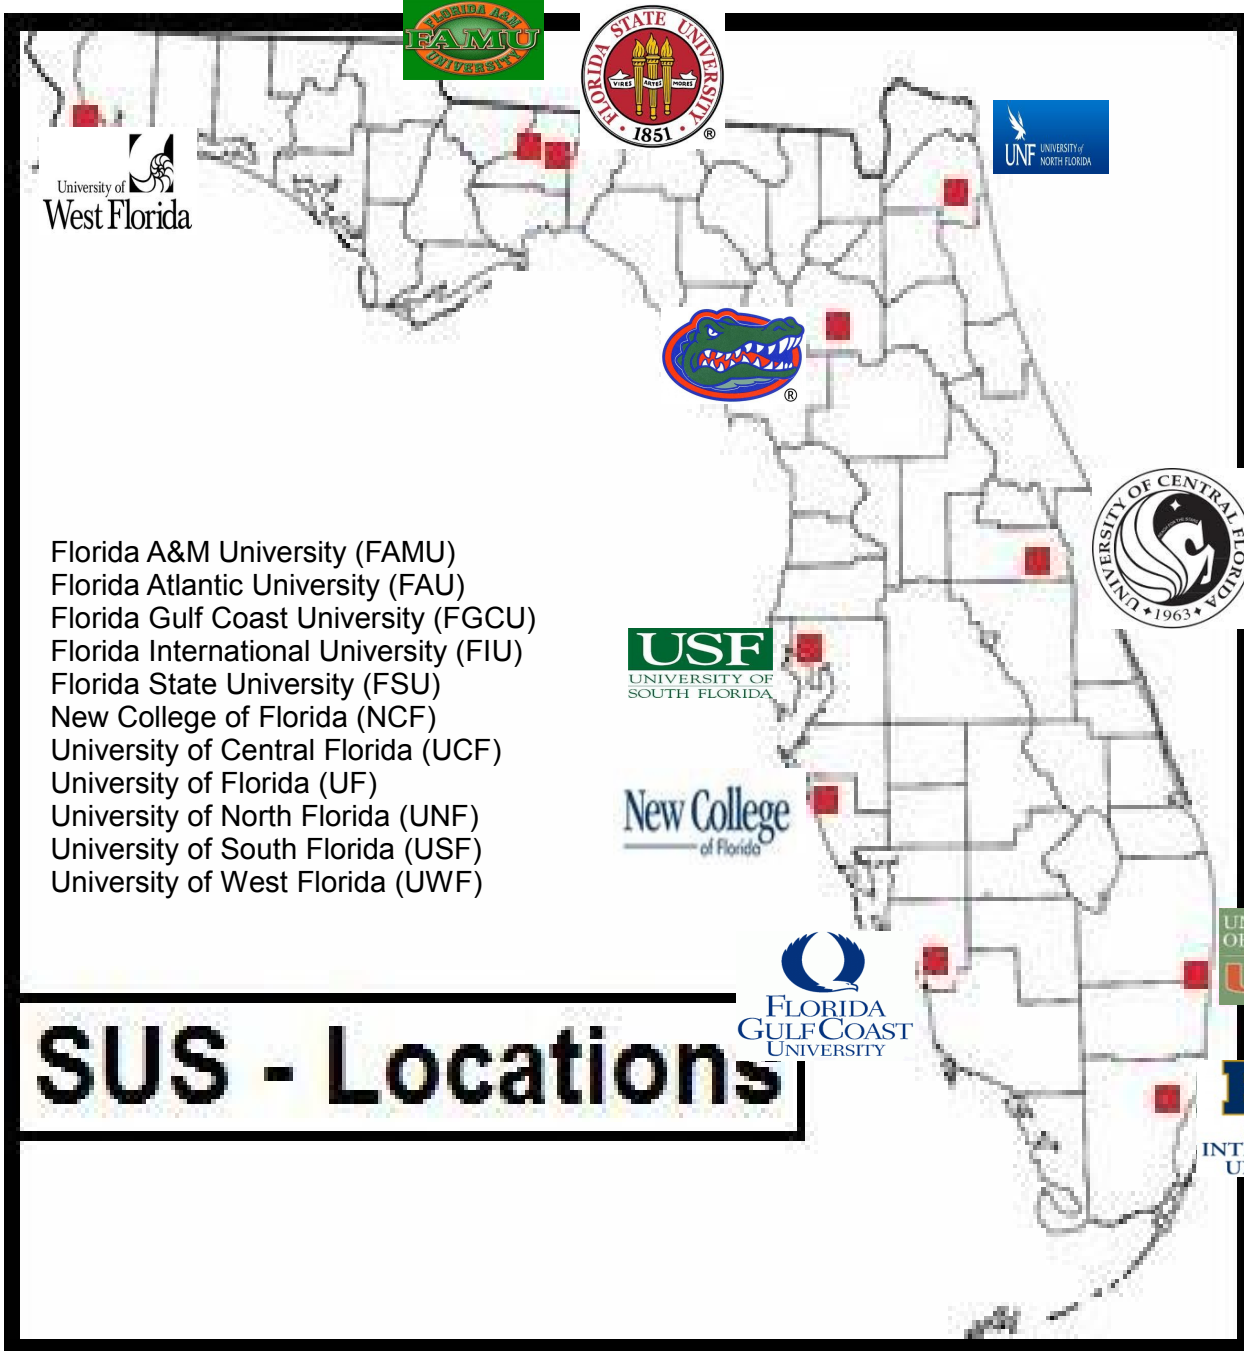 FLORIDA A&M
FAMU
UNIVERSITY
FLORIDA STATE UNIVERSITY
VIRES ARTES MORES
1851
®
UNF UNIVERSITY of
NORTH FLORIDA
University of
West Florida
®
UNIVERSITY OF CENTRAL FLORIDA
1963
Florida A&M University (FAMU)
Florida Atlantic University (FAU)
Florida Gulf Coast University (FGCU)
Florida International University (FIU)
Florida State University (FSU)
New College of Florida (NCF)
University of Central Florida (UCF)
University of Florida (UF)
University of North Florida (UNF)
University of South Florida (USF)
University of West Florida (UWF)
USF
UNIVERSITY OF
SOUTH FLORIDA
New College
of Florida
FLORIDA
GULF COAST
UNIVERSITY
SUS - Locations